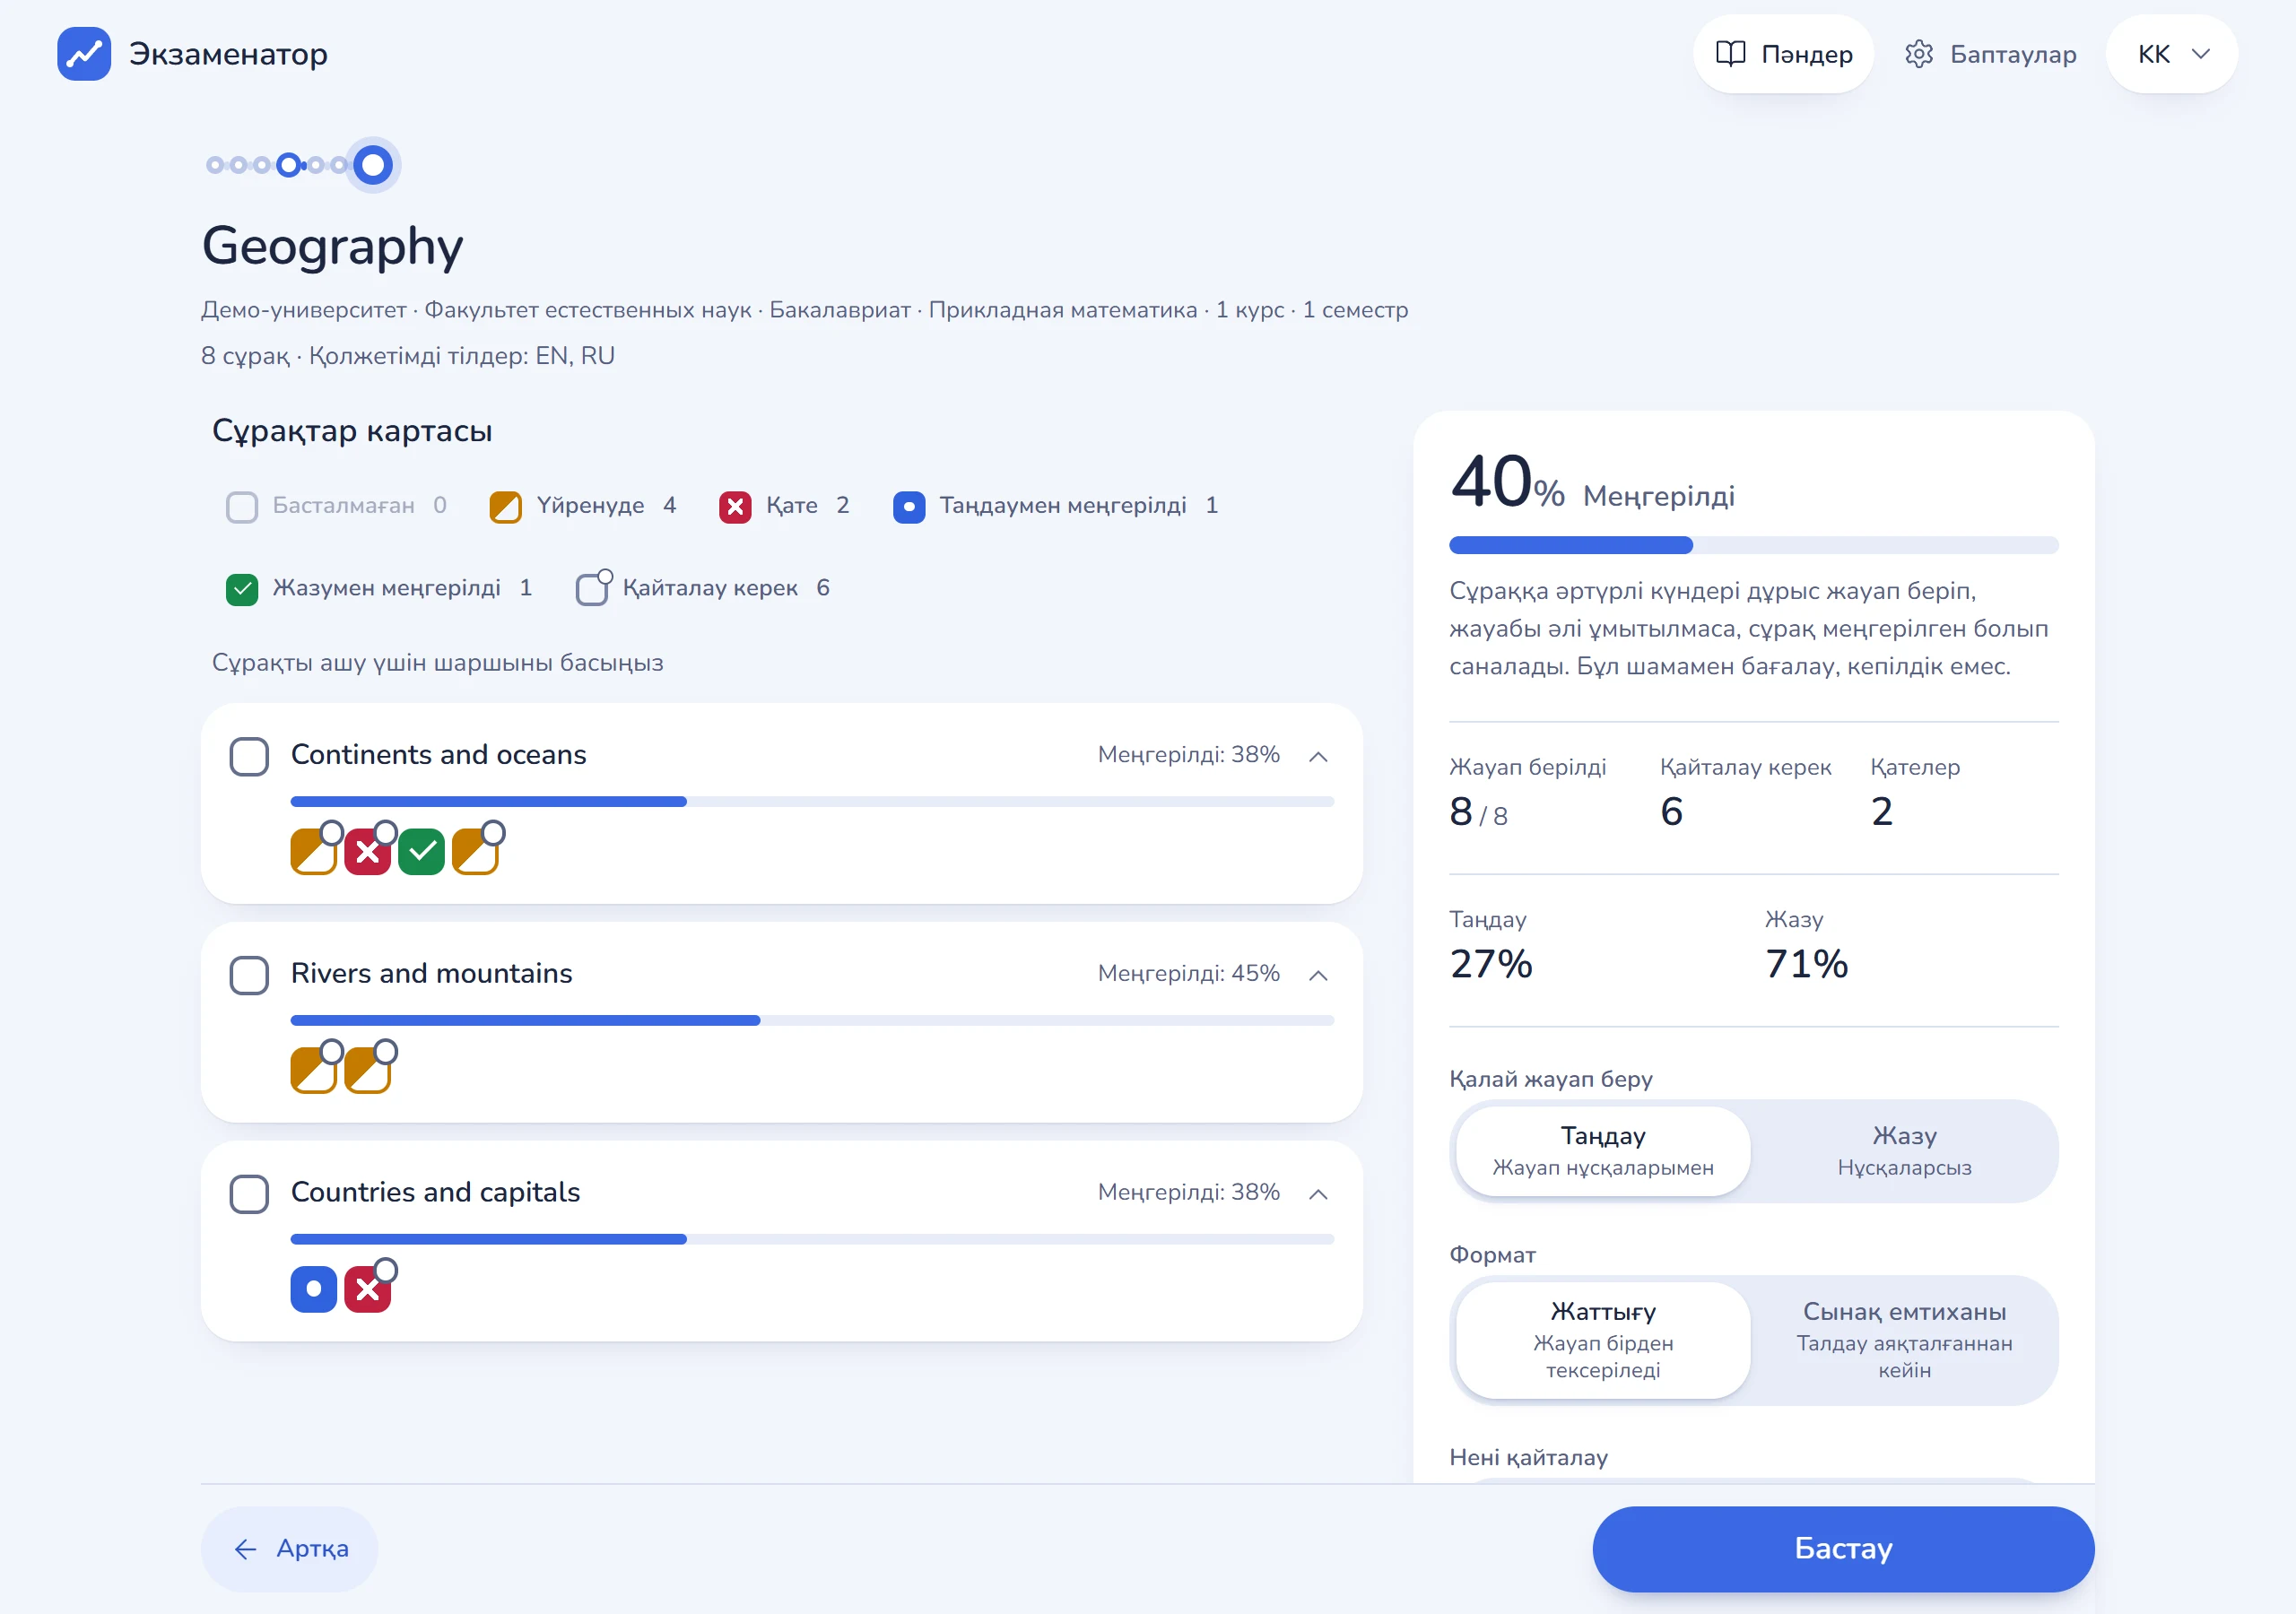 Экзаменатор
Пәндер
Баптаулар
KK
Geography
Демо-университет · Факультет естественных наук · Бакалавриат · Прикладная математика · 1 курс · 1 семестр
8 сұрақ · Қолжетімді тілдер: EN, RU
Сұрақтар картасы
Басталмаған 0
Үйренуде 4
Қате 2
Таңдаумен меңгерілді 1
Жазумен меңгерілді 1
Қайталау керек 6
Сұрақты ашу үшін шаршыны басыңыз
Continents and oceans
Меңгерілді: 38%
Rivers and mountains
Меңгерілді: 45%
Countries and capitals
Меңгерілді: 38%
40% Меңгерілді
Сұраққа әртүрлі күндері дұрыс жауап беріп,
жауабы әлі ұмытылмаса, сұрақ меңгерілген болып
саналады. Бұл шамамен бағалау, кепілдік емес.
Жауап берілді
8 / 8
Қайталау керек
6
Қателер
2
Таңдау
27%
Жазу
71%
Қалай жауап беру
Таңдау
Жауап нұсқаларымен
Жазу
Нұсқаларсыз
Формат
Жаттығу
Жауап бірден
тексеріледі
Сынақ емтиханы
Талдау аяқталғаннан
кейін
Нені қайталау
Артқа
Бастау